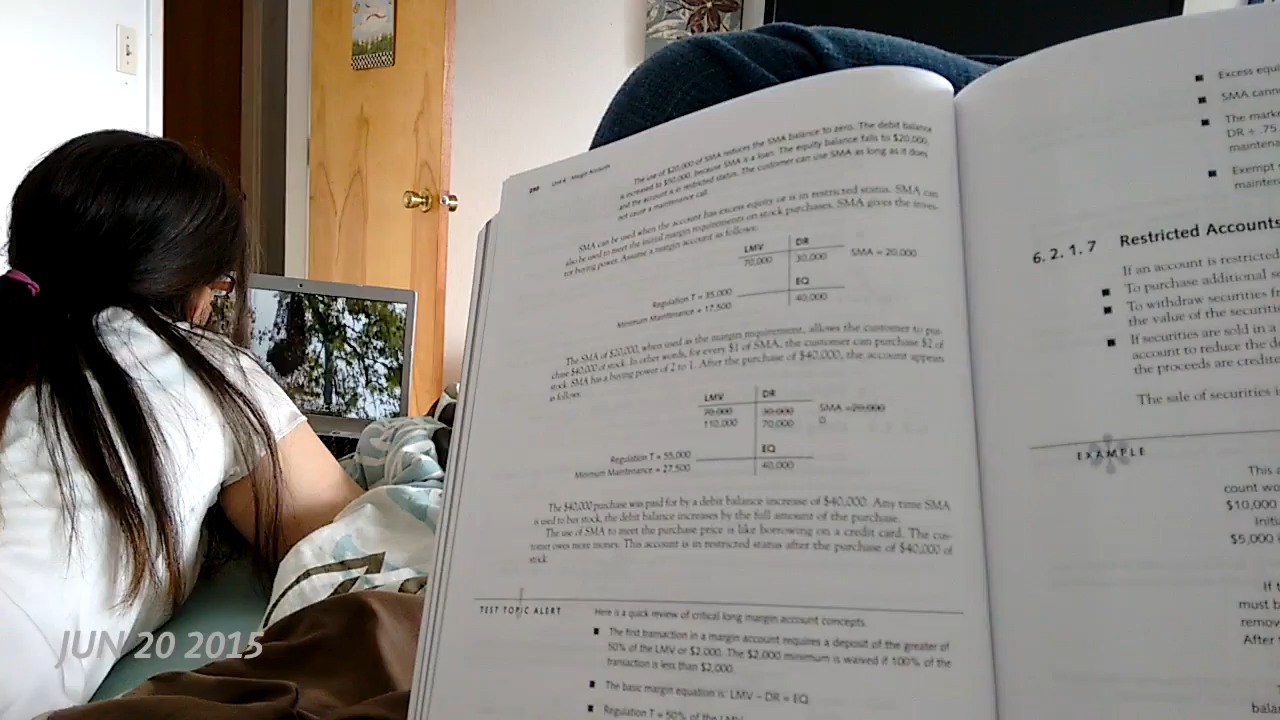 390 Unit 6 Margin Accounts
The use of $20,000 of SMA reduces the SMA balance to zero. The debit balance
is increased to $50,000, because SMA is a loan. The equity balance falls to $20,000,
and the account is in restricted status. The customer can use SMA as long as it does
not cause a maintenance call.
SMA can be used when the account has excess equity or is in restricted status. SMA can
also be used to meet the initial margin requirements on stock purchases. SMA gives the inves-
tor buying power. Assume a margin account as follows:
LMV DR
70,000 30,000 SMA = 20,000
EQ
Regulation T = 35,000 40,000
Minimum Maintenance = 17,500
The SMA of $20,000, when used as the margin requirement, allows the customer to pur-
chase $40,000 of stock. In other words, for every $1 of SMA, the customer can purchase $2 of
stock. SMA has a buying power of 2 to 1. After the purchase of $40,000, the account appears
as follows.
LMV DR
70,000 30,000 SMA =20,000
110,000 70,000 0
EQ
Regulation T = 55,000
Minimum Maintenance = 27,500 40,000
The $40,000 purchase was paid for by a debit balance increase of $40,000. Any time SMA
is used to buy stock, the debit balance increases by the full amount of the purchase.
The use of SMA to meet the purchase price is like borrowing on a credit card. The cus-
tomer owes more money. This account is in restricted status after the purchase of $40,000 of
stock.
TEST TOPIC ALERT Here is a quick review of critical long margin account concepts
■ The first transaction in a margin account requires a deposit of the greater of
50% of the LMV or $2,000. The $2,000 minimum is waived if 100% of the
transaction is less than $2,000.
■ The basic margin equation is: LMV – DR = EQ
■ Regulation T = 50% of the LMV
■ Excess equ
■ SMA cann
■ The marke
DR ÷ .75
maintena
■ Exempt
mainten
6.2.1.7 Restricted Accounts
If an account is restricted
■ To purchase additional s
■ To withdraw securities fr
the value of the securiti
■ If securities are sold in a
account to reduce the de
the proceeds are credite
The sale of securities i
EXAMPLE
This a
count wo
$10,000
Initi
$5,000
If t
must b
remov
After
bala
JUN 20 2015